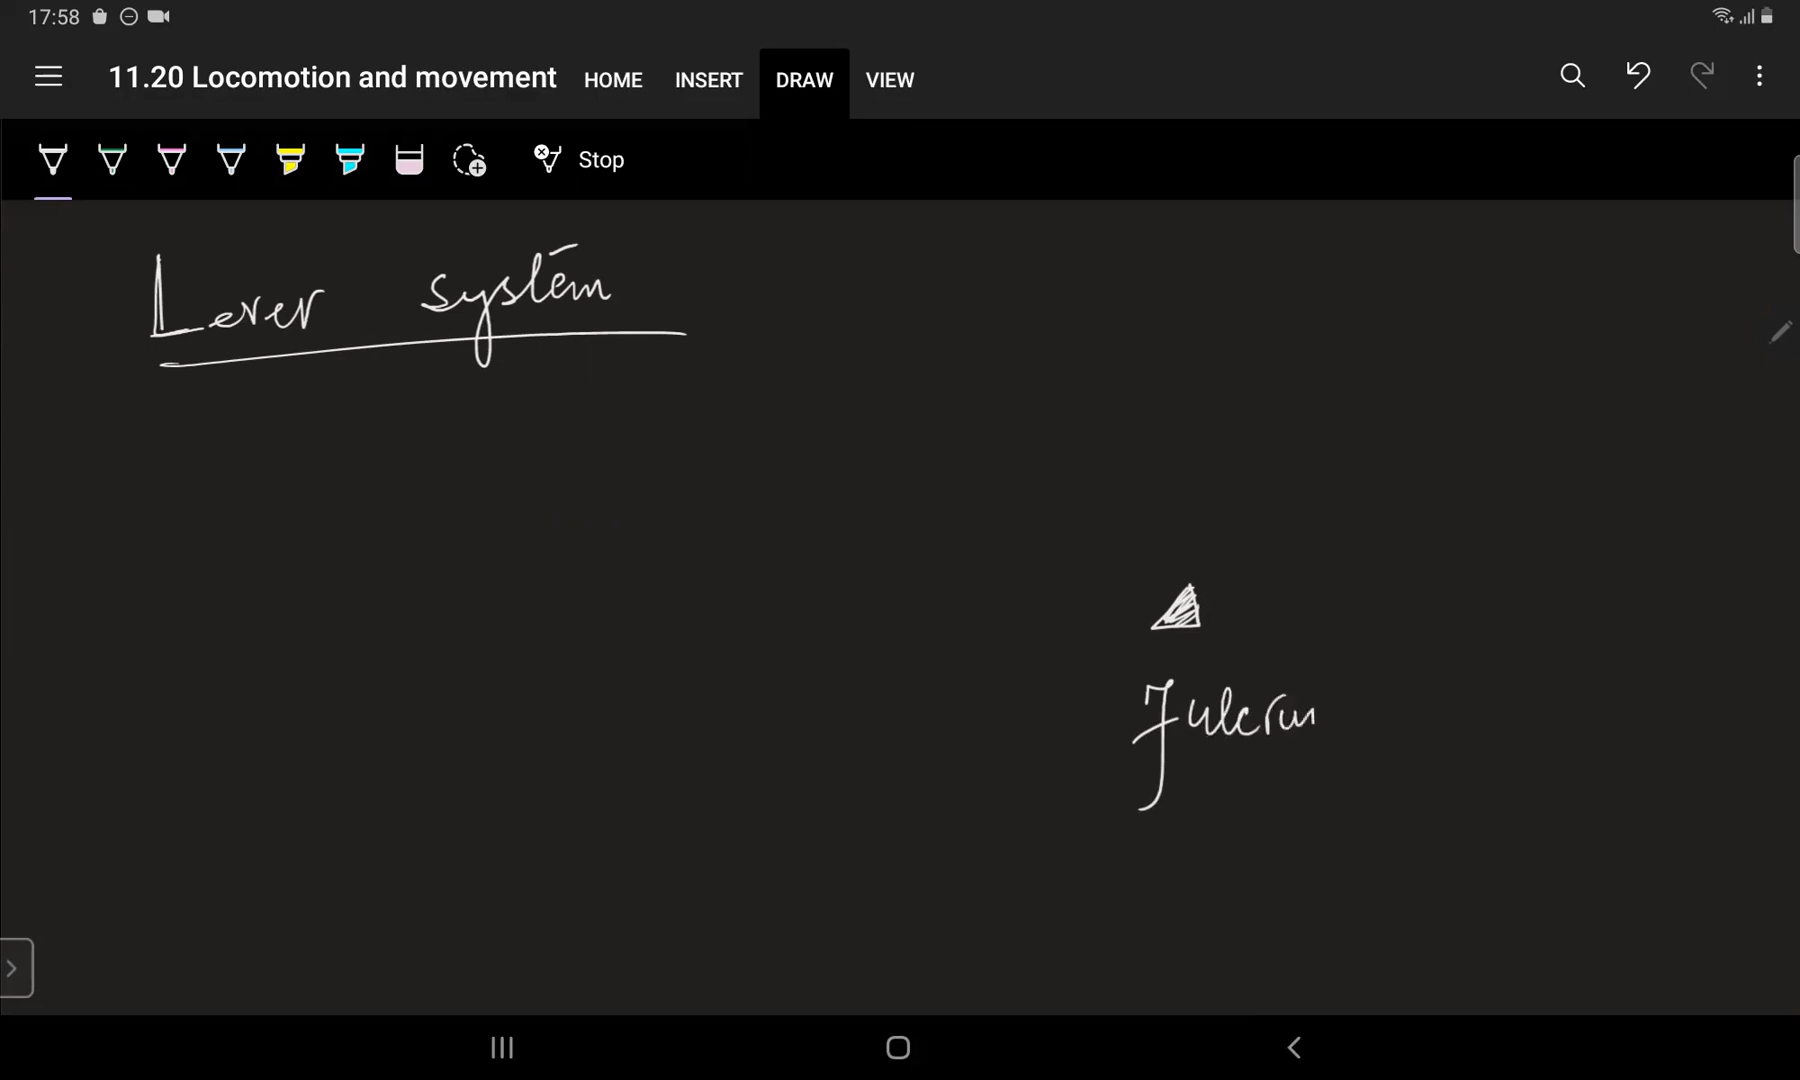 17:58
11.20 Locomotion and movement HOME INSERT DRAW VIEW
Stop
Lever system
Fulcrum